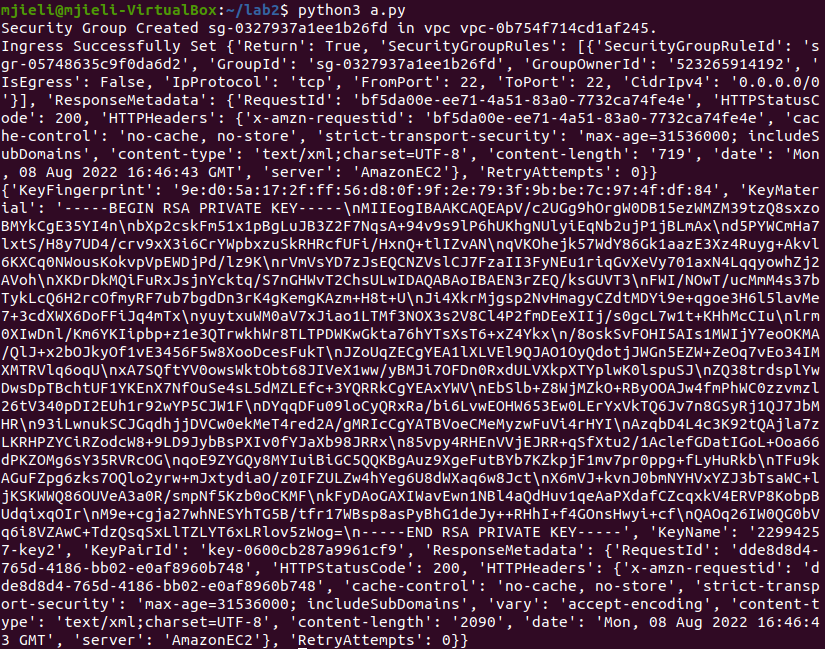 mjieli@mjieli-VirtualBox:~/lab2$ python3 a.py
Security Group Created sg-0327937a1ee1b26fd in vpc vpc-0b754f714cd1af245.
Ingress Successfully Set {'Return': True, 'SecurityGroupRules': [{'SecurityGroupRuleId': 's
gr-05748635c9f0da6d2', 'GroupId': 'sg-0327937a1ee1b26fd', 'GroupOwnerId': '523265914192', '
IsEgress': False, 'IpProtocol': 'tcp', 'FromPort': 22, 'ToPort': 22, 'CidrIpv4': '0.0.0.0/0
'}], 'ResponseMetadata': {'RequestId': 'bf5da00e-ee71-4a51-83a0-7732ca74fe4e', 'HTTPStatusC
ode': 200, 'HTTPHeaders': {'x-amzn-requestid': 'bf5da00e-ee71-4a51-83a0-7732ca74fe4e', 'cac
he-control': 'no-cache, no-store', 'strict-transport-security': 'max-age=31536000; includeS
ubDomains', 'content-type': 'text/xml;charset=UTF-8', 'content-length': '719', 'date': 'Mon
, 08 Aug 2022 16:46:43 GMT', 'server': 'AmazonEC2'}, 'RetryAttempts': 0}}
{'KeyFingerprint': '9e:d0:5a:17:2f:ff:56:d8:0f:9f:2e:79:3f:9b:be:7c:97:4f:df:84', 'KeyMater
ial': '-----BEGIN RSA PRIVATE KEY-----\nMIIEogIBAAKCAQEApV/c2UGg9hOrgW0DB15ezWMZM39tzQ8sxzo
BMYkCgE35YI4n\nbXp2cskFm51x1pBgLuJB3Z2F7NqsA+94v9s9lP6hUKhgNUlyiEqNb2ujP1jBLmAx\nd5PYWCmHa7
lxtS/H8y7UD4/crv9xX3i6CrYWpbxzuSkRHRcfUFi/HxnQ+tlIZvAN\nqVKOhejk57WdY86Gk1aazE3Xz4Ruyg+Akvl
6KXCq0NWousKokvpVpEWDjPd/lz9K\nrVmVsYD7zJsEQCNZVslCJ7FzaII3FyNEu1riqGvXeVy701axN4LqqyowhZj2
AVoh\nXKDrDkMQiFuRxJsjnYcktq/S7nGHWvT2ChsULwIDAQABAoIBAEN3rZEQ/ksGUVT3\nFWI/NOwT/ucMmM4s37b
TykLcQ6H2rcOfmyRF7ub7bgdDn3rK4gKemgKAzm+H8t+U\nJi4XkrMjgsp2NvHmagyCZdtMDYi9e+qgoe3H6l5lavMe
7+3cdXWX6DoFFiJq4mTx\nyuytxuWM0aV7xJiao1LTMf3NOX3s2V8Cl4P2fmDEeXIIj/s0gcL7w1t+KHhMcCIu\nlrm
0XIwDnl/Km6YKIipbp+z1e3QTrwkhWr8TLTPDWKwGkta76hYTsXsT6+xZ4Ykx\n/8oskSvFOHI5AIs1MWIjY7eoOKMA
/QlJ+x2bOJkyOf1vE3456F5w8XooDcesFukT\nJZoUqZECgYEA1lXLVEl9QJAO1OyQdotjJWGn5EZW+ZeOq7vEo34IM
XMTRVlq6oqU\nxA7SQftYV0owsWktObt68JIVeX1ww/yBMJi7OFDn0RxdULVXkpXTYplwK0lspuSJ\nZQ38trdsplYw
DwsDpTBchtUF1YKEnX7NfOuSe4sL5dMZLEfc+3YQRRkCgYEAxYWV\nEbSlb+Z8WjMZkO+RByOOAJw4fmPhWC0zzvmzl
26tV340pDI2EUh1r92wYP5CJW1F\nDYqqDFu09loCyQRxRa/bi6LvwEOHW653Ew0LErYxVkTQ6Jv7n8GSyRj1QJ7JbM
HR\n93iLwnukSCJGqdhjjDVCw0ekMeT4red2A/gMRIcCgYATBVoeCMeMyzwFuVi4rHYI\nAzqbD4L4c3K92tQAjla7z
LKRHPZYCiRZodcW8+9LD9JybBsPXIv0fYJaXb98JRRx\n85vpy4RHEnVVjEJRR+qSfXtu2/1AclefGDatIGoL+Ooa66
dPKZOMg6sY35RVRcOG\nqoE9ZYGQy8MYIuiBiGC5QQKBgAuz9XgeFutBYb7KZkpjF1mv7pr0ppg+fLyHuRkb\nTFu9k
AGuFZpg6zks7OQlo2yrw+mJxtydiaO/z0IFZULZw4hYeg6U8dWXaq6w8Jct\nX6mVJ+kvnJ0bmNYHVxYZJ3bTsaWC+l
jKSKWWQ86OUVeA3a0R/smpNf5Kzb0oCKMF\nkFyDAoGAXIWavEwn1NBl4aQdHuv1qeAaPXdafCZcqxkV4ERVP8KobpB
UdqixqOIr\nM9e+cgja27whNESYhTG5B/tfr17WBsp8asPyBhG1deJy++RHhI+f4GOnsHwyi+cf\nQAOq26IW0QG0bV
q6i8VZAwC+TdzQsqSxLlTZLYT6xLRlov5zWog=\n-----END RSA PRIVATE KEY-----', 'KeyName': '2299425
7-key2', 'KeyPairId': 'key-0600cb287a9961cf9', 'ResponseMetadata': {'RequestId': 'dde8d8d4-
765d-4186-bb02-e0af8960b748', 'HTTPStatusCode': 200, 'HTTPHeaders': {'x-amzn-requestid': 'd
de8d8d4-765d-4186-bb02-e0af8960b748', 'cache-control': 'no-cache, no-store', 'strict-transp
ort-security': 'max-age=31536000; includeSubDomains', 'vary': 'accept-encoding', 'content-t
ype': 'text/xml;charset=UTF-8', 'content-length': '2090', 'date': 'Mon, 08 Aug 2022 16:46:4
3 GMT', 'server': 'AmazonEC2'}, 'RetryAttempts': 0}}